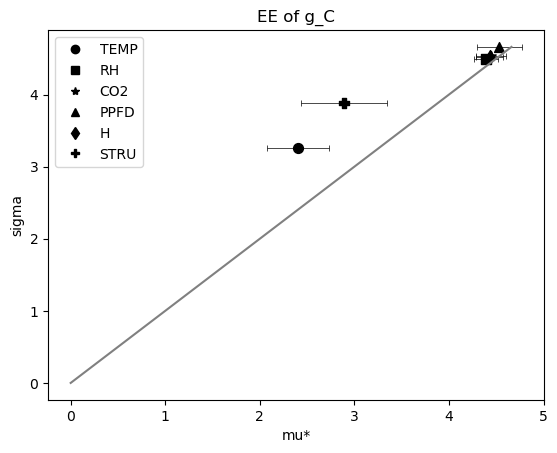 EE of g_C
TEMP
RH
CO2
PPFD
H
STRU
sigma
4
3
2
1
0
0 1 2 3 4 5
mu*